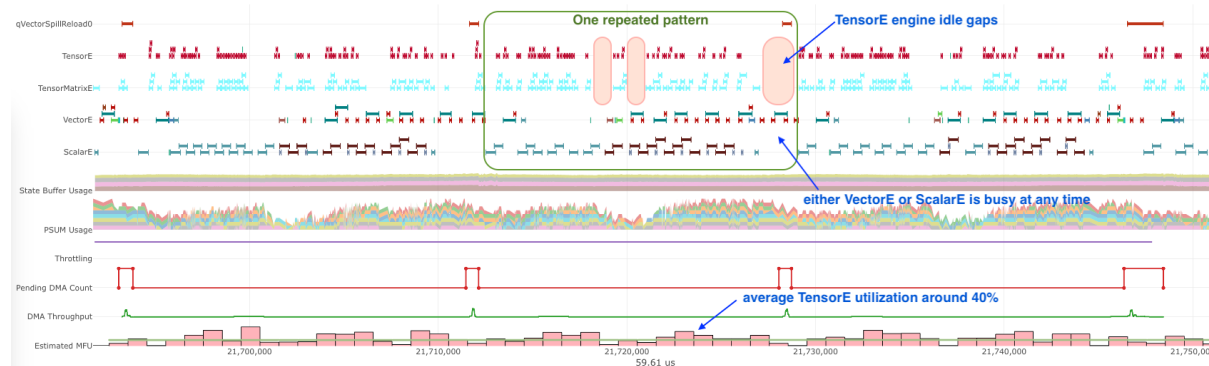 qVectorSpillReload0
One repeated pattern
TensorE engine idle gaps
TensorE
TensorMatrixE
VectorE
ScalarE
State Buffer Usage
either VectorE or ScalarE is busy at any time
PSUM Usage
Throttling
Pending DMA Count
average TensorE utilization around 40%
DMA Throughput
Estimated MFU
21,700,000 21,710,000 21,720,000 21,730,000 21,740,000 21,750,000
59.61 us